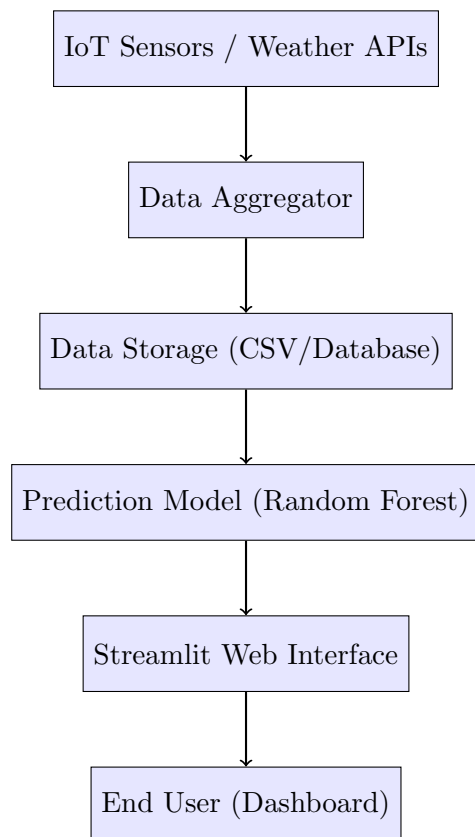 IoT Sensors / Weather APIs
Data Aggregator
Data Storage (CSV/Database)
Prediction Model (Random Forest)
Streamlit Web Interface
End User (Dashboard)